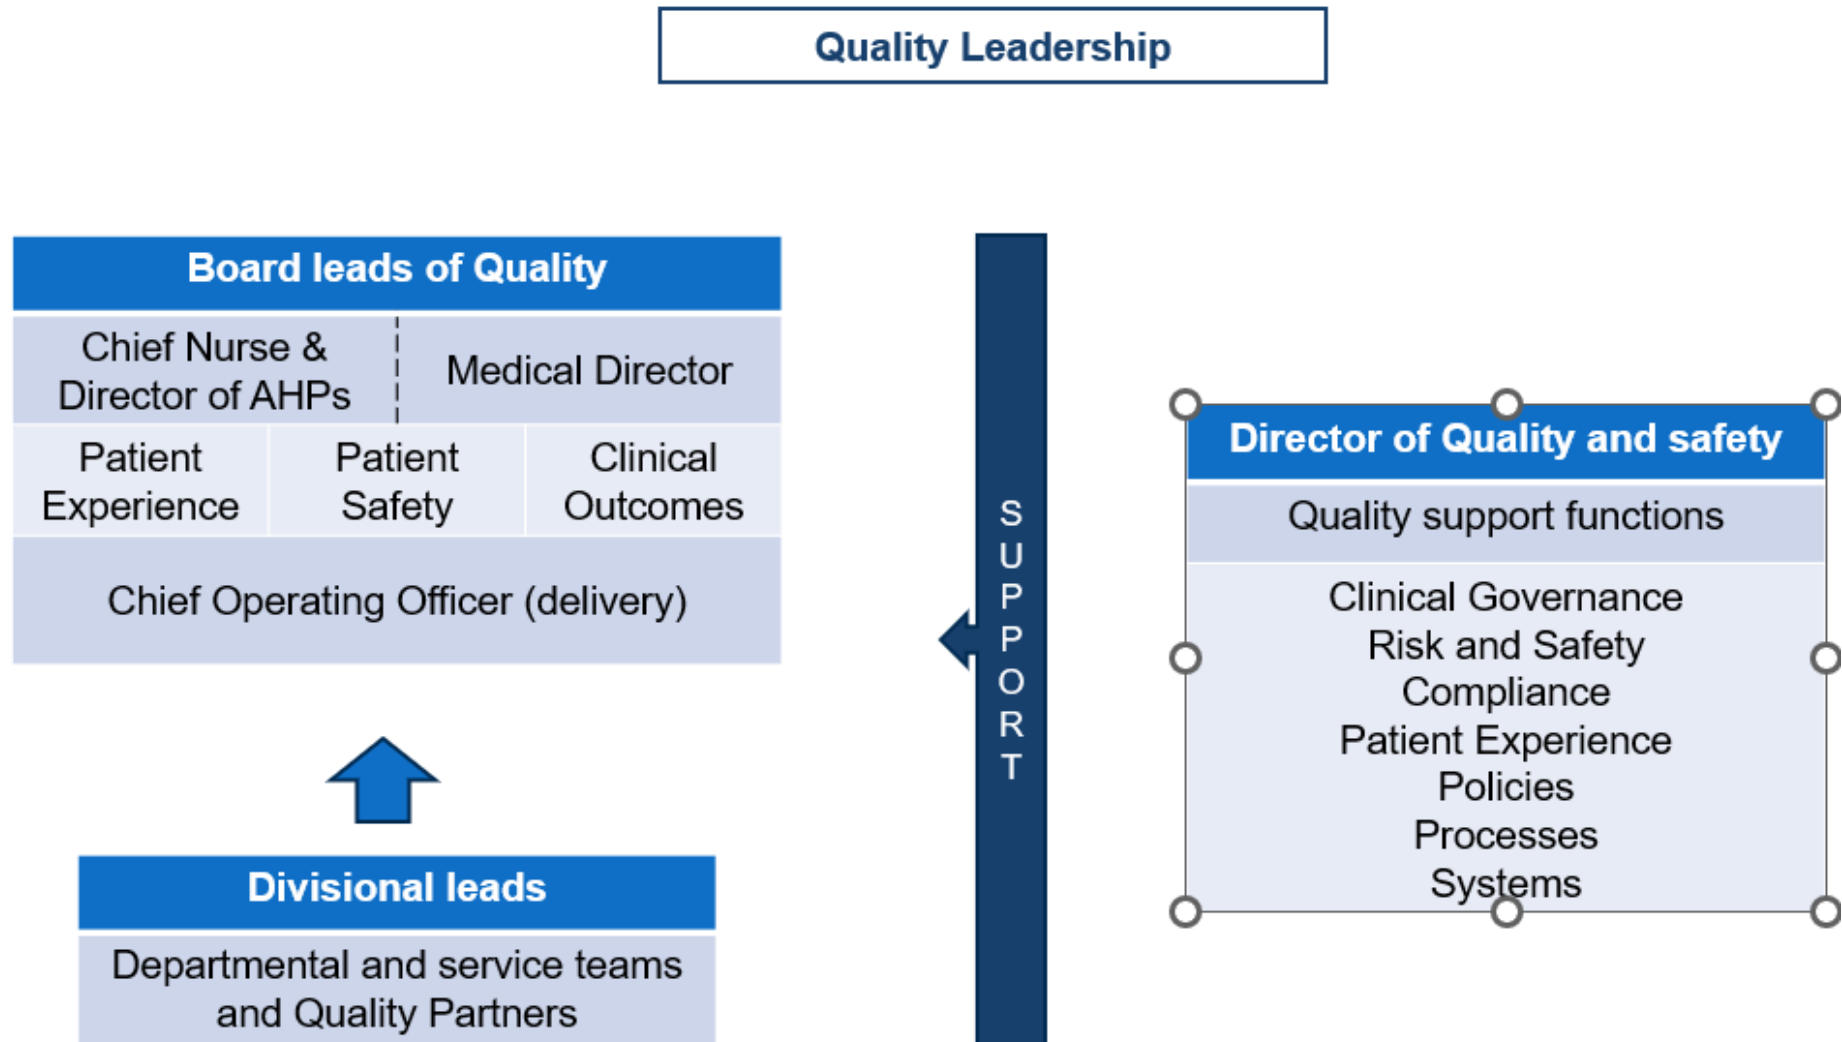 Quality Leadership
Board leads of Quality
Chief Nurse &
Director of AHPs
Medical Director
Patient
Experience
Patient
Safety
Clinical
Outcomes
Chief Operating Officer (delivery)
Divisional leads
Departmental and service teams
and Quality Partners
S
U
P
P
O
R
T
Director of Quality and safety
Quality support functions
Clinical Governance
Risk and Safety
Compliance
Patient Experience
Policies
Processes
Systems